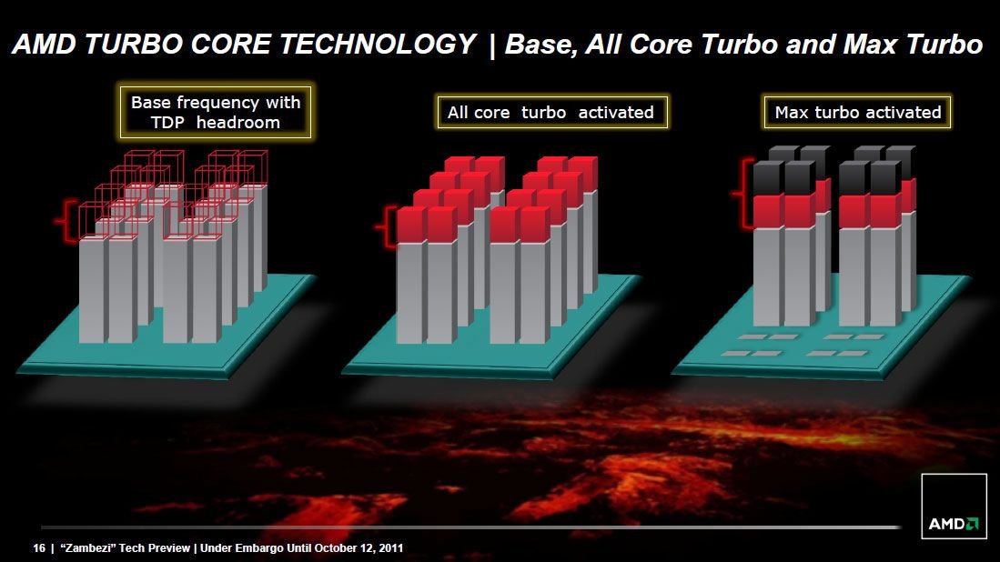 AMD TURBO CORE TECHNOLOGY | Base, All Core Turbo and Max Turbo
Base frequency with
TDP headroom
All core turbo activated
Max turbo activated
AMD
16 | “Zambezi” Tech Preview | Under Embargo Until October 12, 2011